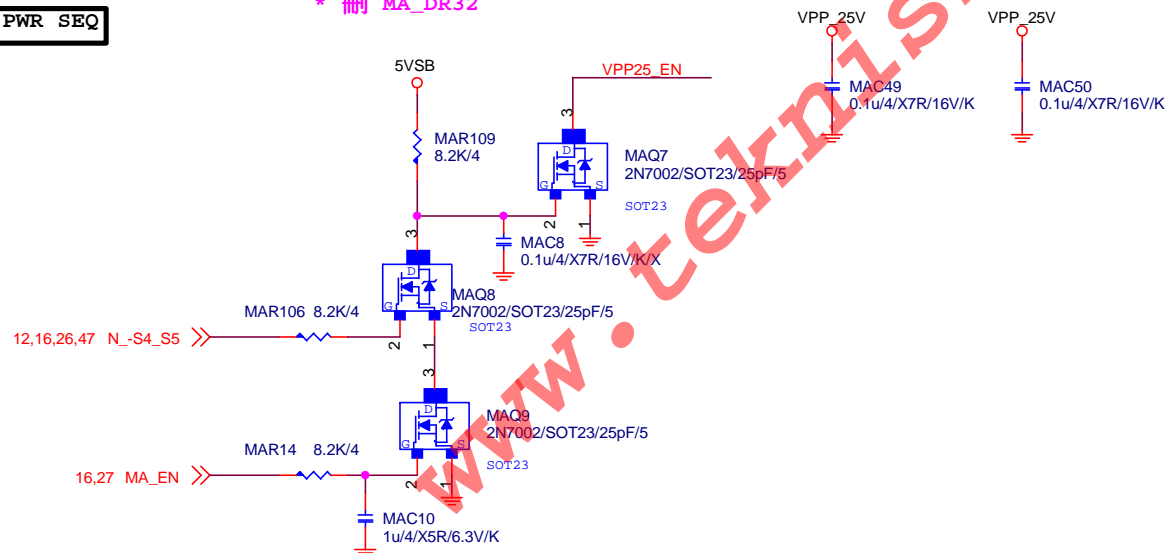 * 刪 MA_DR32
PWR SEQ
VPP_25V
VPP_25V
5VSB
VPP25_EN
MAC49
0.1u/4/X7R/16V/K
MAC50
0.1u/4/X7R/16V/K
3
MAR109
8.2K/4
D
G
S
MAQ7
2N7002/SOT23/25pF/5
SOT23
2
1
3
MAC8
0.1u/4/X7R/16V/K/X
D
G
S
MAQ8
2N7002/SOT23/25pF/5
SOT23
MAR106 8.2K/4
12,16,26,47 N_-S4_S5
2
1
3
D
G
S
MAQ9
2N7002/SOT23/25pF/5
SOT23
MAR14 8.2K/4
16,27 MA_EN
2
1
MAC10
1u/4/X5R/6.3V/K
www.teknis